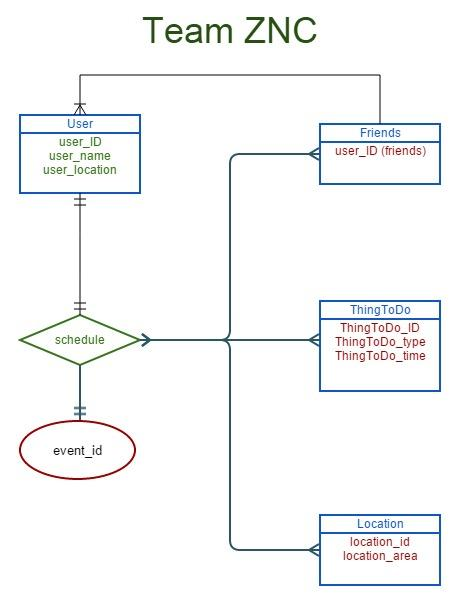 Team ZNC
User
user_ID
user_name
user_location
Friends
user_ID (friends)
schedule
ThingToDo
ThingToDo_ID
ThingToDo_type
ThingToDo_time
event_id
Location
location_id
location_area